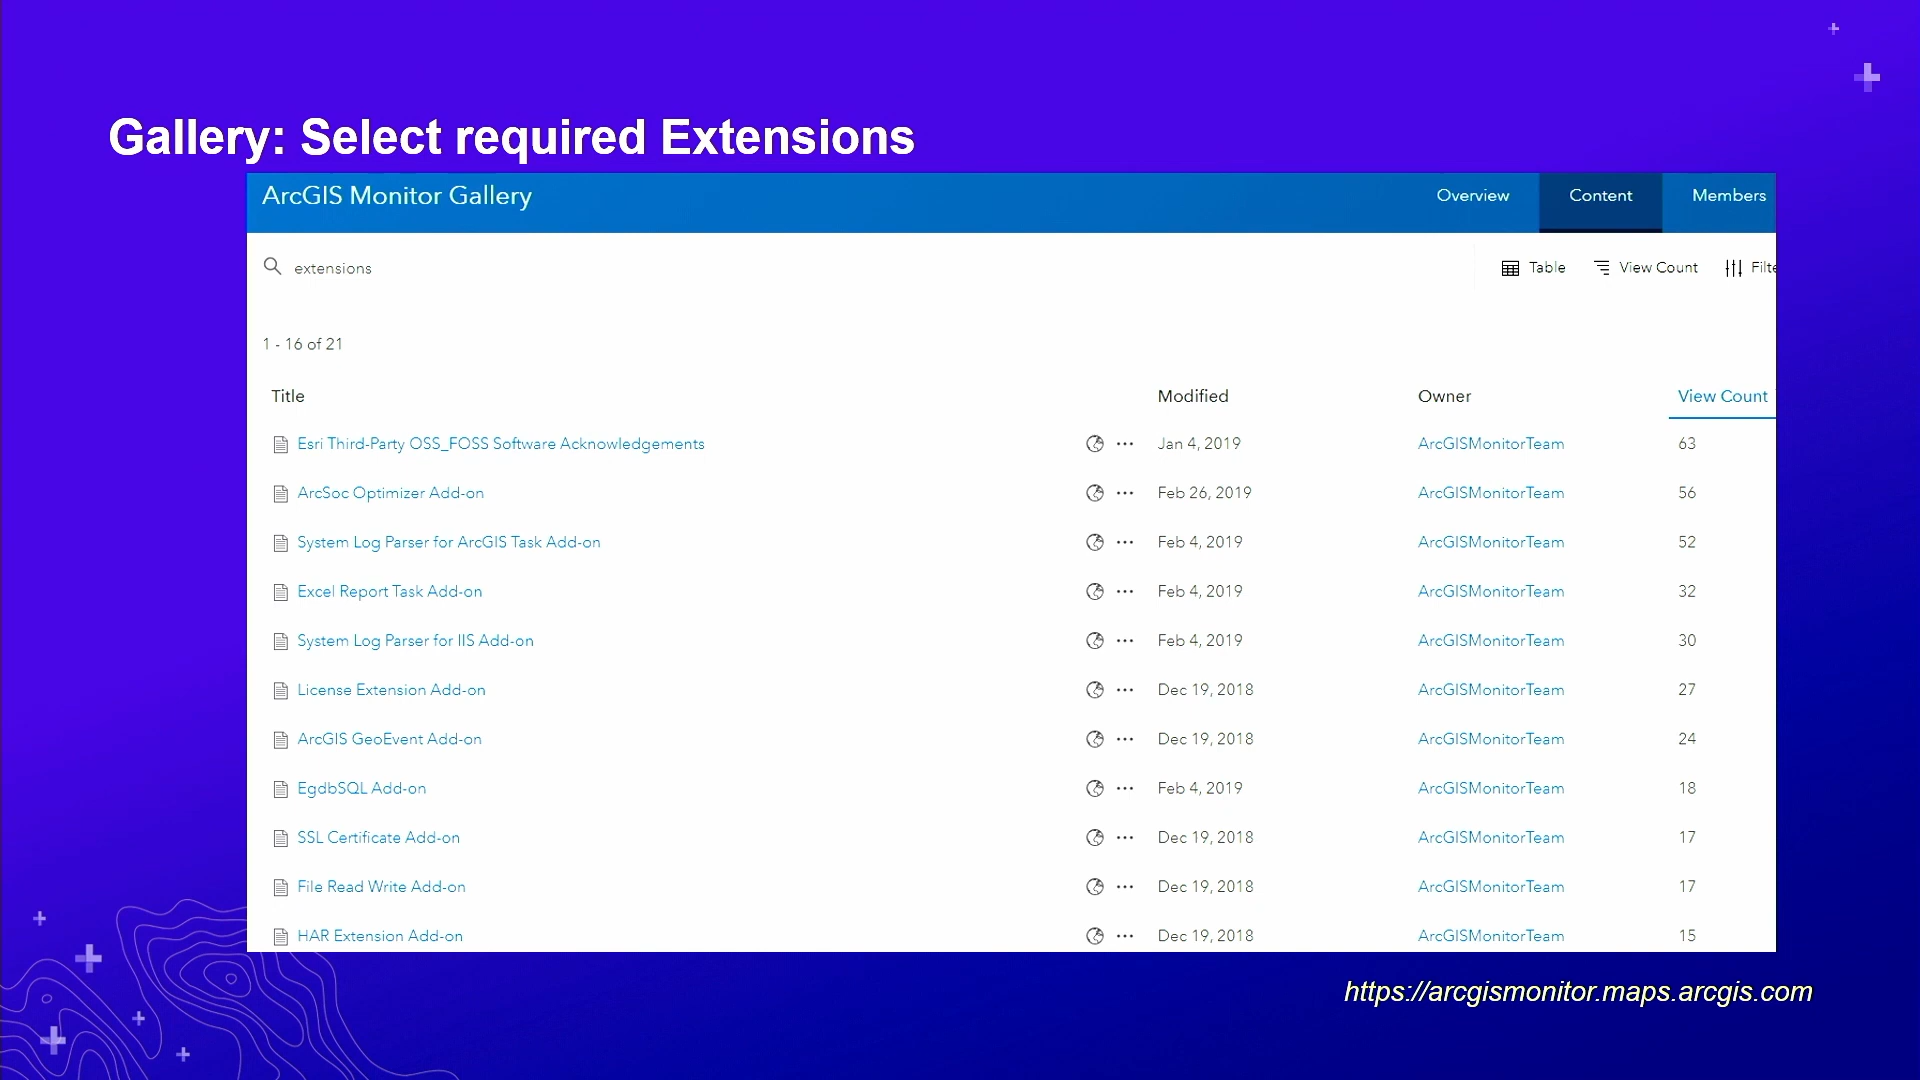 Gallery: Select required Extensions
ArcGIS Monitor Gallery Overview Content Members
extensions Table View Count Filte
1 - 16 of 21
Title Modified Owner View Count
Esri Third-Party OSS_FOSS Software Acknowledgements Jan 4, 2019 ArcGISMonitorTeam 63
ArcSoc Optimizer Add-on Feb 26, 2019 ArcGISMonitorTeam 56
System Log Parser for ArcGIS Task Add-on Feb 4, 2019 ArcGISMonitorTeam 52
Excel Report Task Add-on Feb 4, 2019 ArcGISMonitorTeam 32
System Log Parser for IIS Add-on Feb 4, 2019 ArcGISMonitorTeam 30
License Extension Add-on Dec 19, 2018 ArcGISMonitorTeam 27
ArcGIS GeoEvent Add-on Dec 19, 2018 ArcGISMonitorTeam 24
EgdbSQL Add-on Feb 4, 2019 ArcGISMonitorTeam 18
SSL Certificate Add-on Dec 19, 2018 ArcGISMonitorTeam 17
File Read Write Add-on Dec 19, 2018 ArcGISMonitorTeam 17
HAR Extension Add-on Dec 19, 2018 ArcGISMonitorTeam 15
https://arcgismonitor.maps.arcgis.com